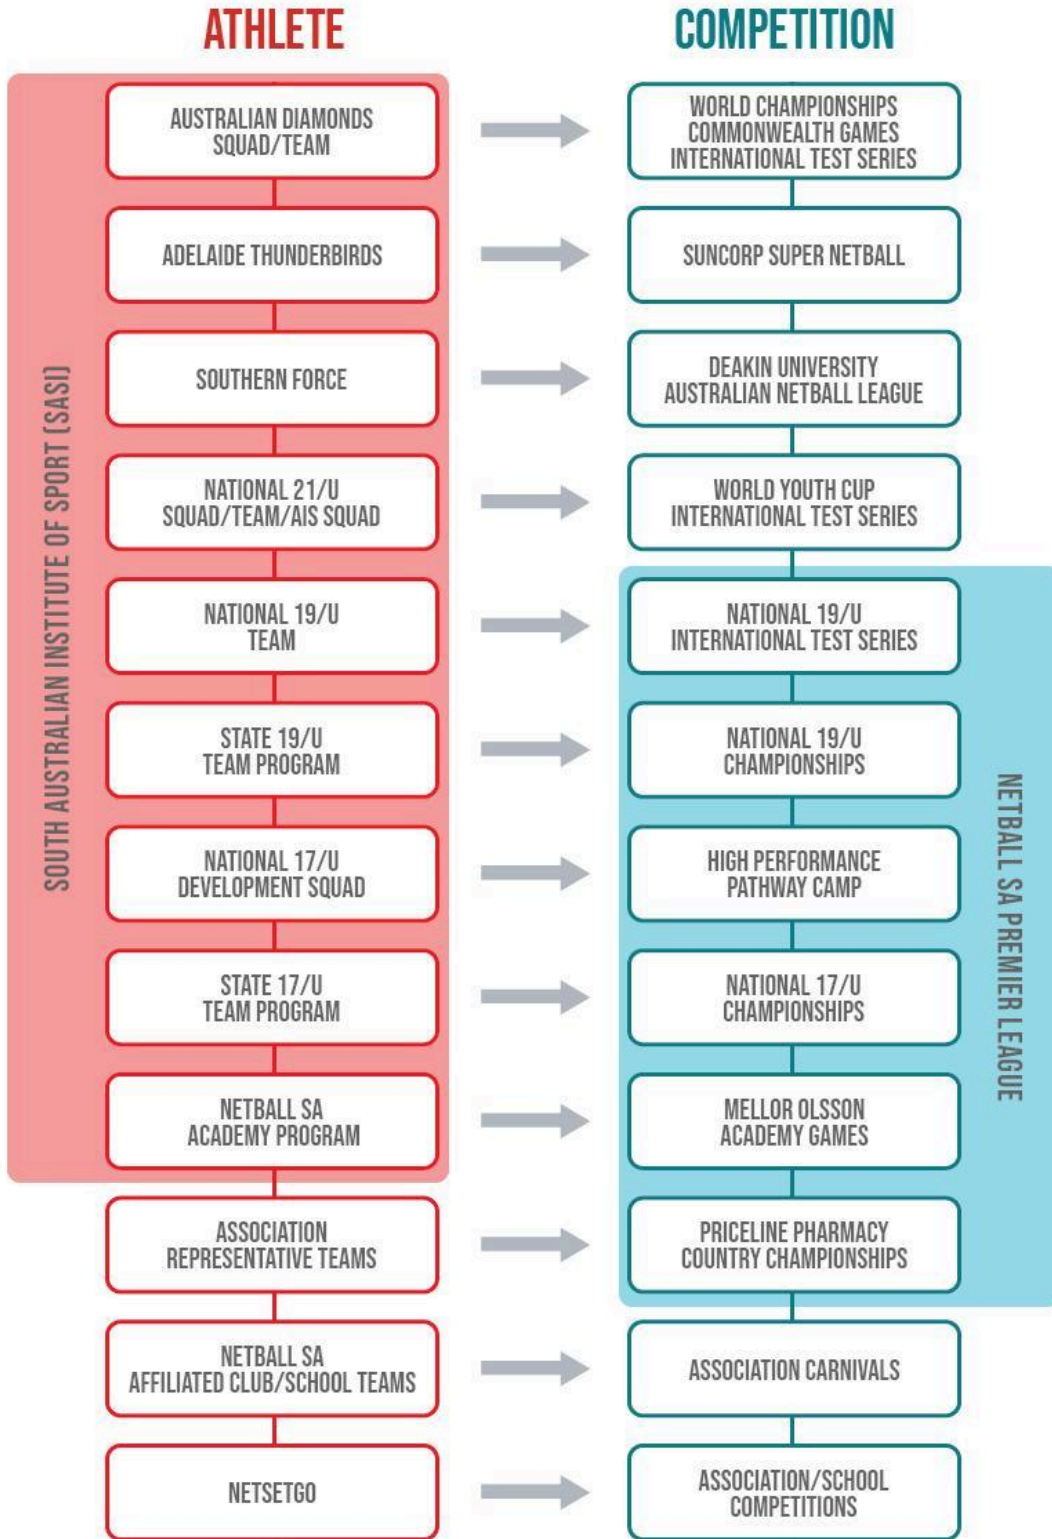 ATHLETE
COMPETITION
SOUTH AUSTRALIAN INSTITUTE OF SPORT (SASI)
AUSTRALIAN DIAMONDS
SQUAD/TEAM
WORLD CHAMPIONSHIPS
COMMONWEALTH GAMES
INTERNATIONAL TEST SERIES
ADELAIDE THUNDERBIRDS
SUNCORP SUPER NETBALL
SOUTHERN FORCE
DEAKIN UNIVERSITY
AUSTRALIAN NETBALL LEAGUE
NATIONAL 21/U
SQUAD/TEAM/AIS SQUAD
WORLD YOUTH CUP
INTERNATIONAL TEST SERIES
NATIONAL 19/U
TEAM
NATIONAL 19/U
INTERNATIONAL TEST SERIES
STATE 19/U
TEAM PROGRAM
NATIONAL 19/U
CHAMPIONSHIPS
NATIONAL 17/U
DEVELOPMENT SQUAD
HIGH PERFORMANCE
PATHWAY CAMP
STATE 17/U
TEAM PROGRAM
NATIONAL 17/U
CHAMPIONSHIPS
NETBALL SA
ACADEMY PROGRAM
MELLOR OLSSON
ACADEMY GAMES
ASSOCIATION
REPRESENTATIVE TEAMS
PRICELINE PHARMACY
COUNTRY CHAMPIONSHIPS
NETBALL SA PREMIER LEAGUE
NETBALL SA
AFFILIATED CLUB/SCHOOL TEAMS
ASSOCIATION CARNIVALS
NETSETGO
ASSOCIATION/SCHOOL
COMPETITIONS